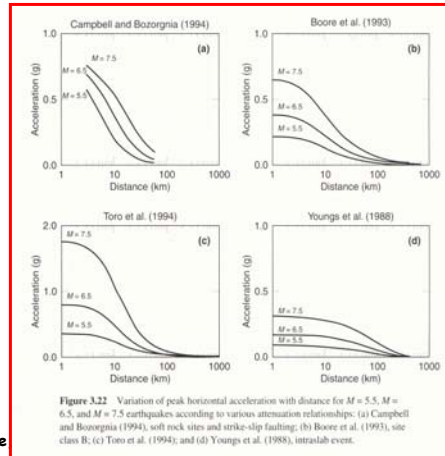 Campbell and Bozorgnia (1994)
1.0
0.5
0.0
Acceleration (g)
(a)
M = 7.5
M = 6.5
M = 5.5
1
10
100
1000
Distance (km)
Boore et al. (1993)
1.0
0.5
0.0
Acceleration (g)
(b)
M = 7.5
M = 6.5
M = 5.5
1
10
100
1000
Distance (km)
Toro et al. (1994)
2.0
1.0
0.0
Acceleration (g)
(c)
M = 7.5
M = 6.5
M = 5.5
1
10
100
1000
Distance (km)
Youngs et al. (1988)
1.0
0.5
0.0
Acceleration (g)
(d)
M = 7.5
M = 6.5
M = 5.5
1
10
100
1000
Distance (km)
Figure 3.22 Variation of peak horizontal acceleration with distance for M = 5.5, M =
6.5, and M = 7.5 earthquakes according to various attenuation relationships: (a) Campbell
and Bozorgnia (1994), soft rock sites and strike-slip faulting; (b) Boore et al. (1993), site
class B; (c) Toro et al. (1994); and (d) Youngs et al. (1988), intraslab event.